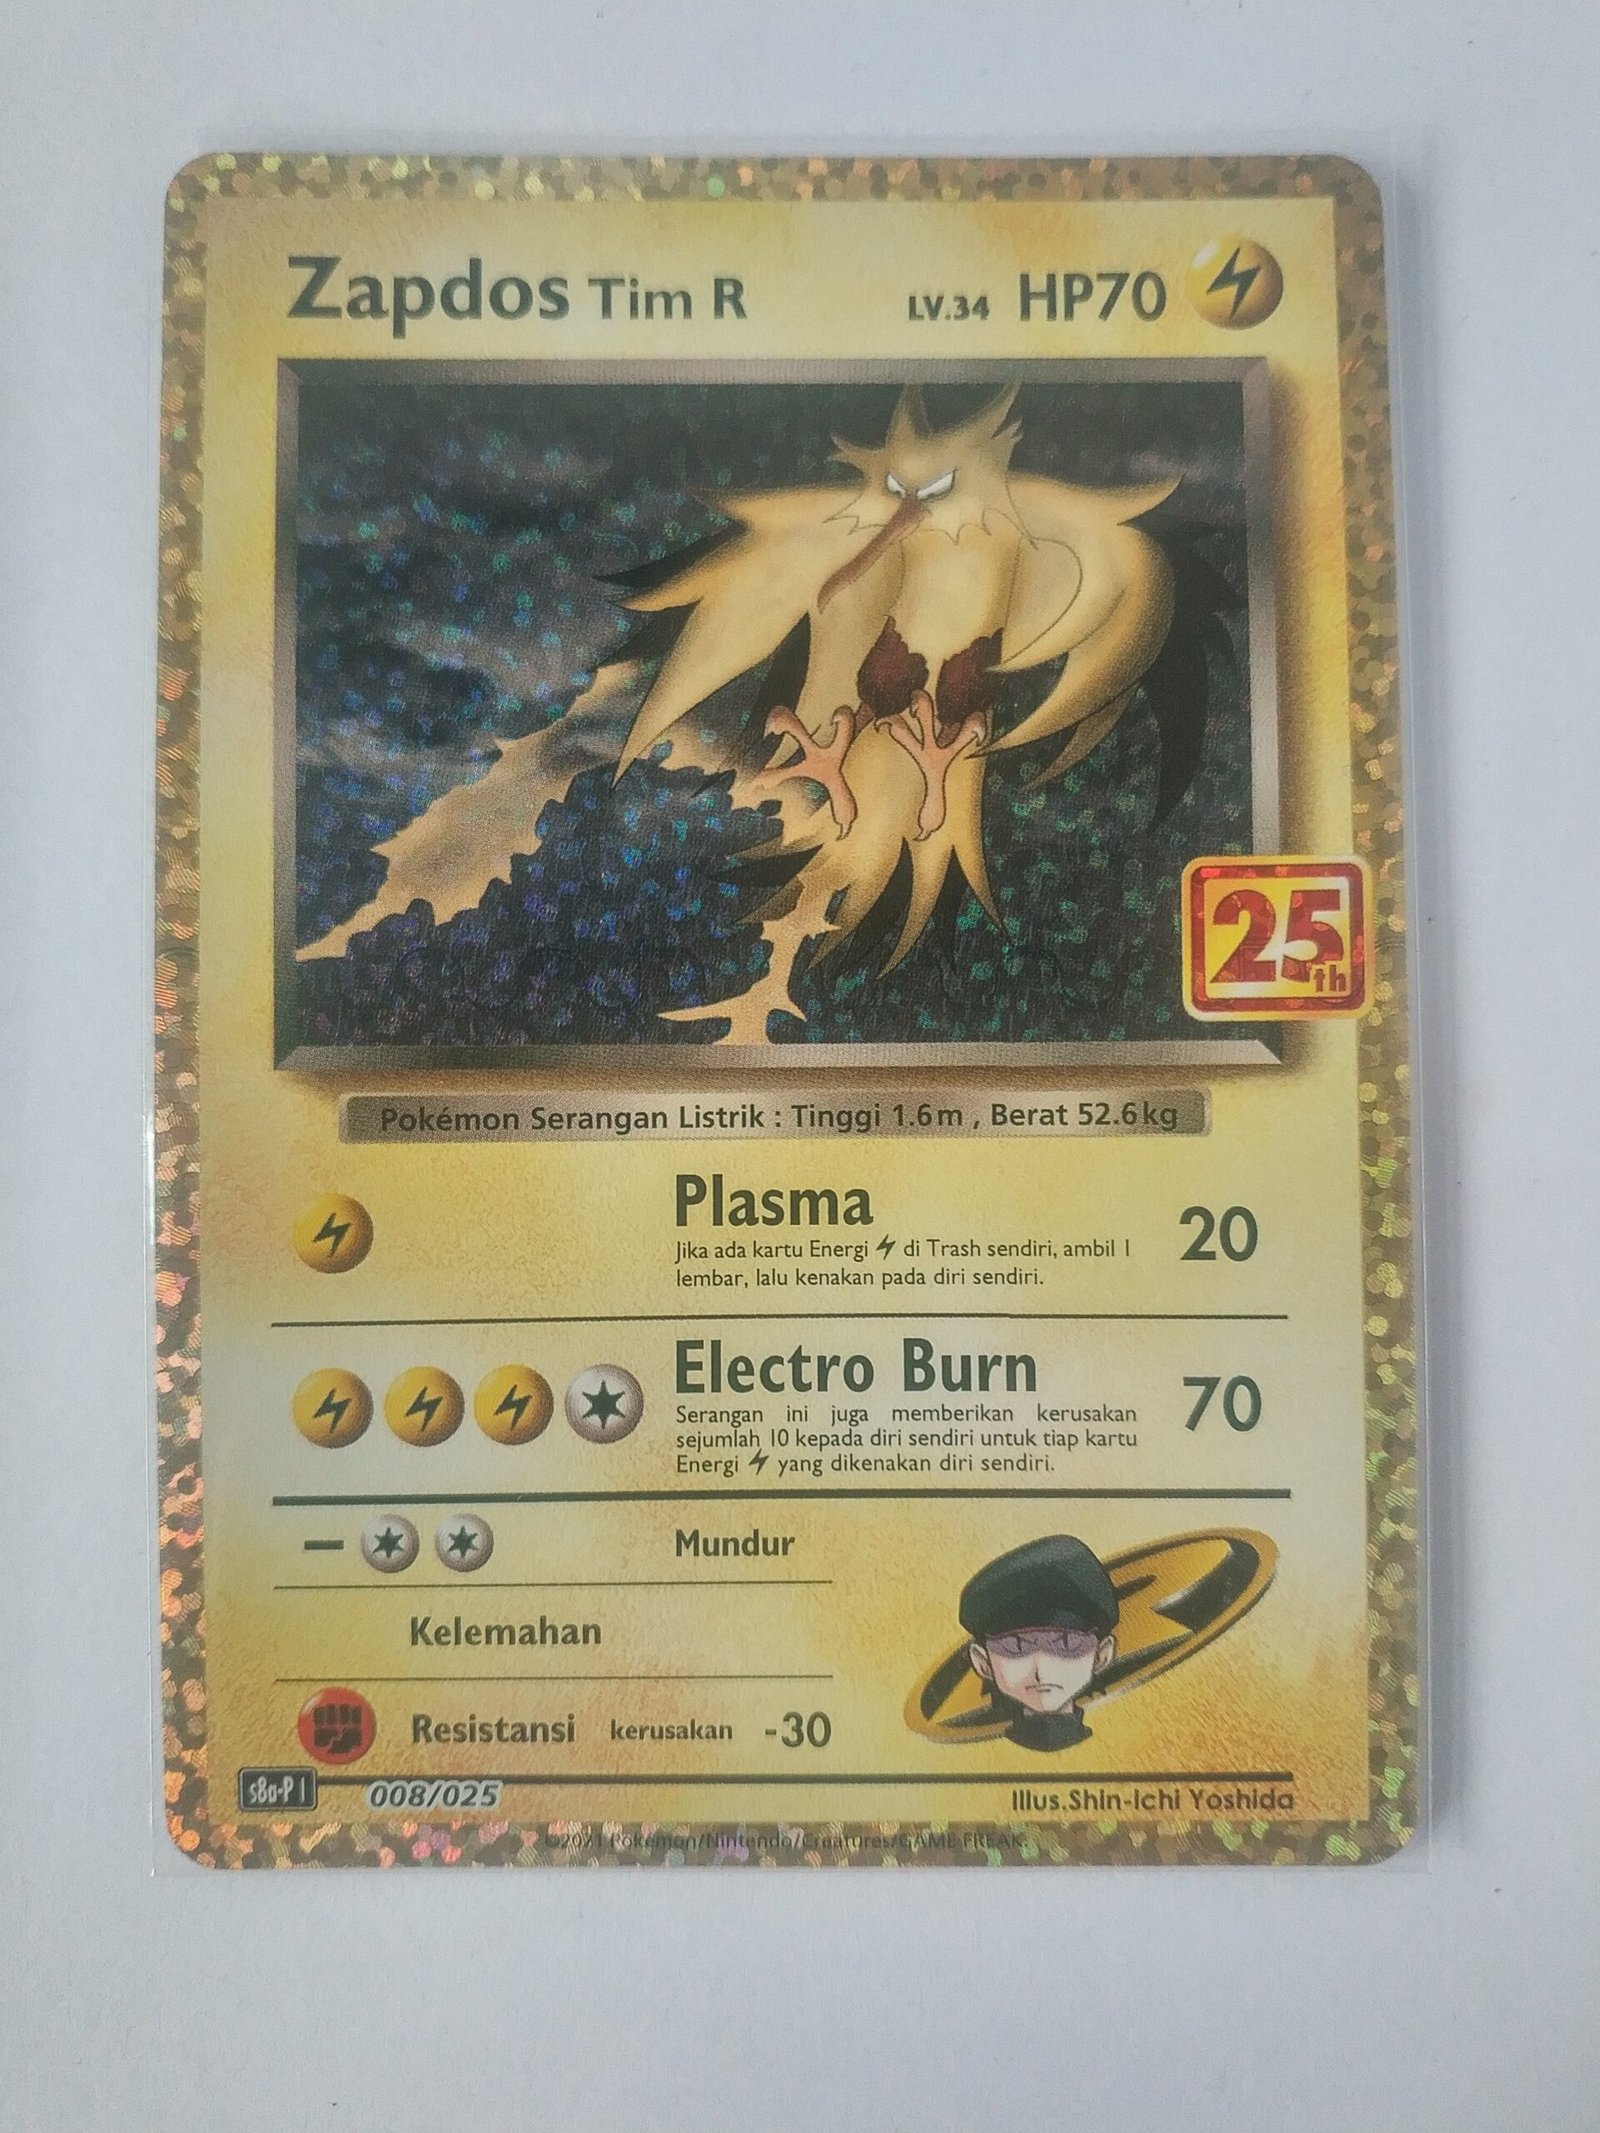 Zapdos Tim R LV.34 HP70
25th
Pokémon Serangan Listrik : Tinggi 1.6m , Berat 52.6kg
Plasma 20
Jika ada kartu Energi di Trash sendiri, ambil 1
lembar, lalu kenakan pada diri sendiri.
Electro Burn 70
Serangan ini juga memberikan kerusakan
sejumlah 10 kepada diri sendiri untuk tiap kartu
Energi yang dikenakan diri sendiri.
Mundur
Kelemahan
Resistansi kerusakan -30
s8a-P I 008/025 Illus.Shin-ichi Yoshida
©2021 Pokémon/Nintendo/Creatures/GAME FREAK.